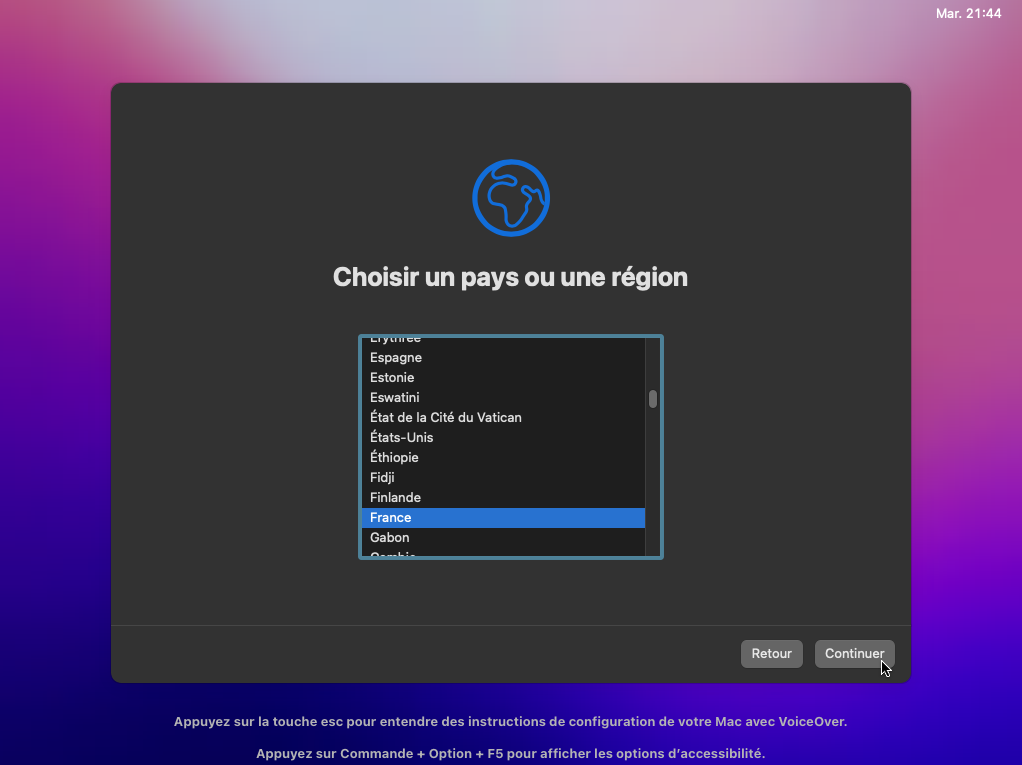 Mar. 21:44
Choisir un pays ou une région
Érythrée
Espagne
Estonie
Eswatini
État de la Cité du Vatican
États-Unis
Éthiopie
Fidji
Finlande
France
Gabon
Gambie
Retour
Continuer
Appuyez sur la touche esc pour entendre des instructions de configuration de votre Mac avec VoiceOver.
Appuyez sur Commande + Option + F5 pour afficher les options d’accessibilité.